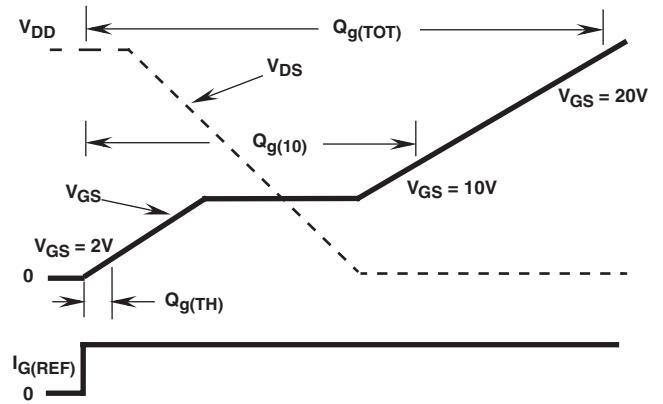 V_DD
Q_g(TOT)
V_DS
V_GS = 20V
Q_g(10)
V_GS = 10V
V_GS
V_GS = 2V
0
Q_g(TH)
I_G(REF)
0